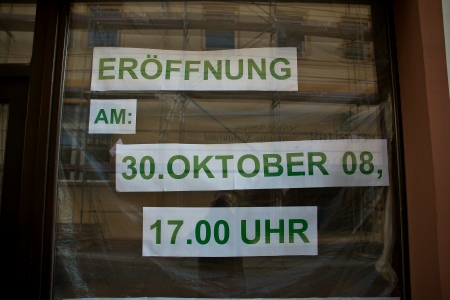 ERÖFFNUNG
AM:
30.OKTOBER 08,
17.00 UHR